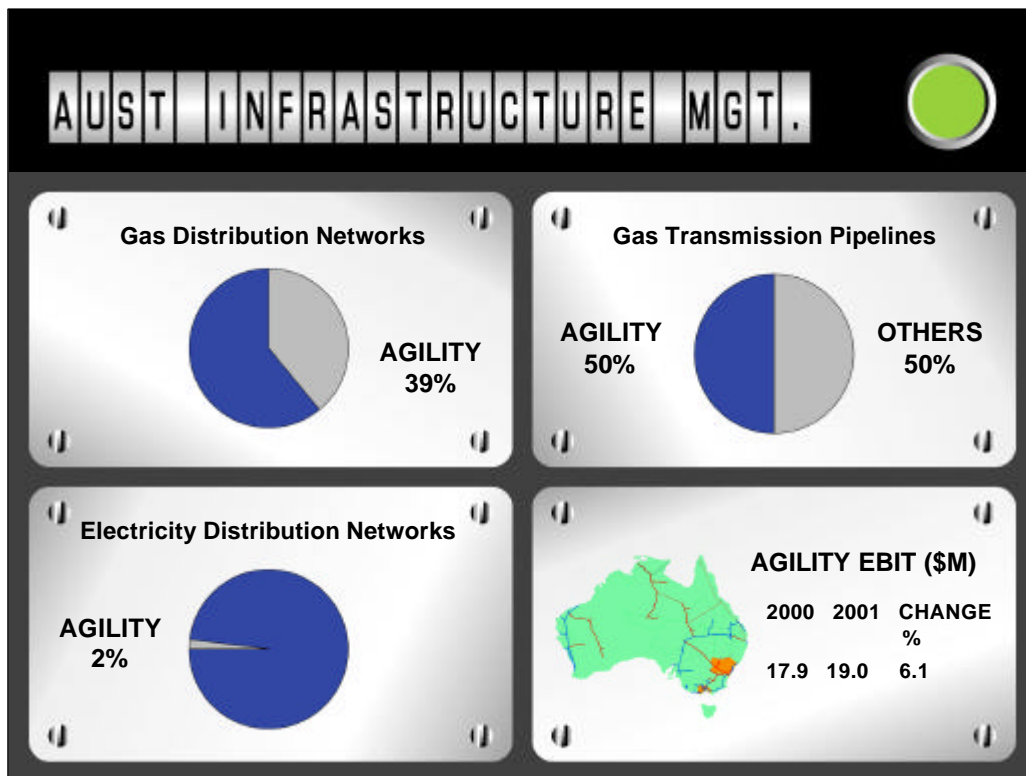 AUST INFRASTRUCTURE MGT.
Gas Distribution Networks
AGILITY
39%
Gas Transmission Pipelines
AGILITY
50%
OTHERS
50%
Electricity Distribution Networks
AGILITY
2%
AGILITY EBIT ($M)
2000 2001 CHANGE
%
17.9 19.0 6.1